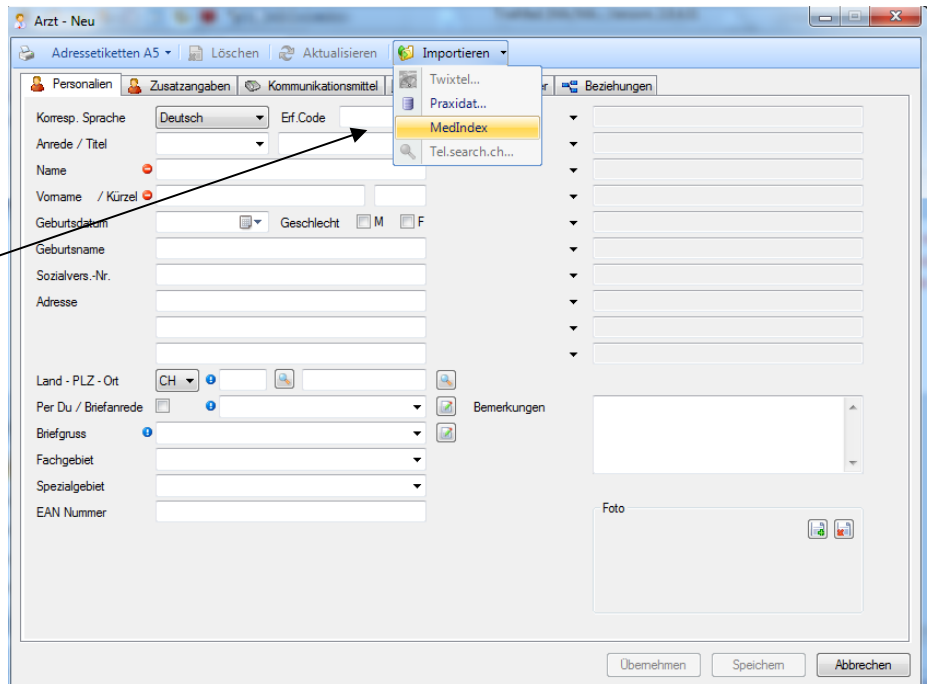 Arzt - Neu
Adressetiketten A5 Löschen Aktualisieren Importieren
Personalien Zusatzangaben Kommunikationsmittel r Beziehungen
Twixtel...
Praxidat...
MedIndex
Tel.search.ch...
Korresp. Sprache Deutsch Erf.Code
Anrede / Titel
Name
Vorname / Kürzel
Geburtsdatum Geschlecht M F
Geburtsname
Sozialvers.-Nr.
Adresse
Land - PLZ - Ort CH
Per Du / Briefanrede Bemerkungen
Briefgruss
Fachgebiet
Spezialgebiet
EAN Nummer Foto
Übernehmen Speichern Abbrechen